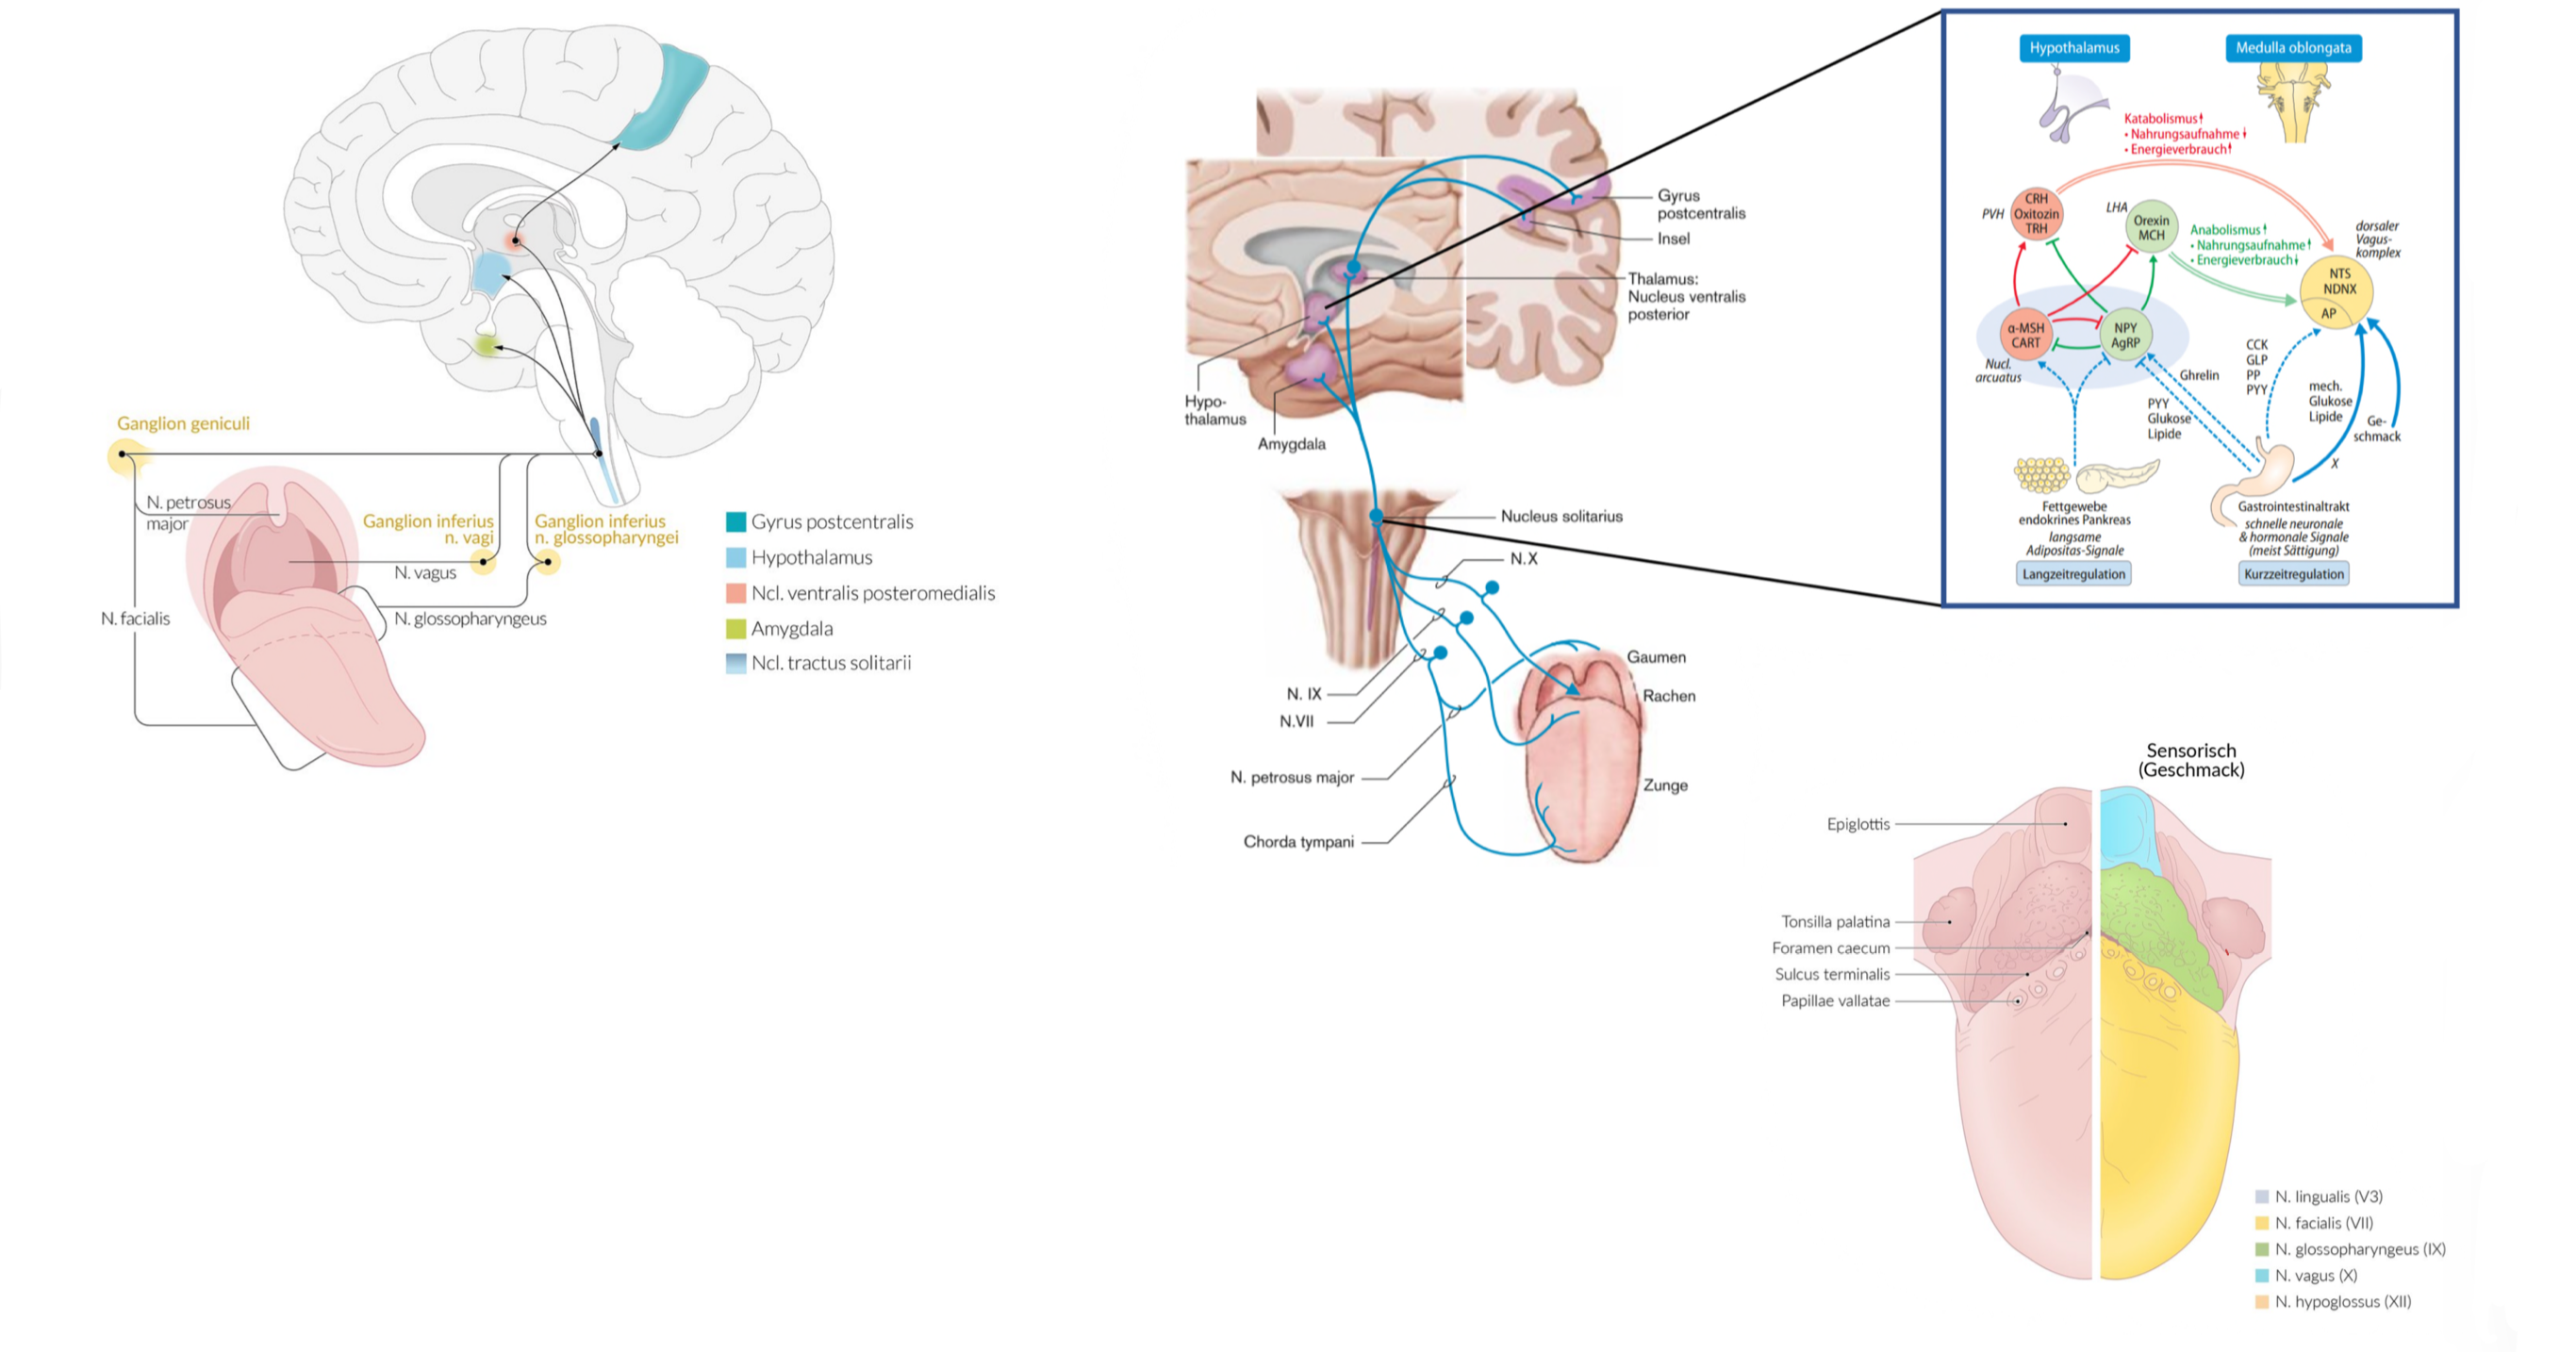 Ganglion geniculi
N. petrosus
major
Ganglion inferius
n. vagi
Ganglion inferius
n. glossopharyngei
N. vagus
N. facialis
N. glossopharyngeus
Gyrus postcentralis
Hypothalamus
Ncl. ventralis posteromedialis
Amygdala
Ncl. tractus solitarii
Gyrus
postcentralis
Insel
Thalamus:
Nucleus ventralis
posterior
Hypo-
thalamus
Amygdala
Nucleus solitarius
N.X
N. IX
N.VII
N. petrosus major
Chorda tympani
Gaumen
Rachen
Zunge
Hypothalamus
Medulla oblongata
Katabolismus↑
• Nahrungsaufnahme↓
• Energieverbrauch↑
PVH
CRH
Oxitozin
TRH
LHA
Orexin
MCH
Anabolismus↑
• Nahrungsaufnahme↑
• Energieverbrauch↓
dorsaler
Vagus-
komplex
NTS
NDNX
AP
α-MSH
CART
NPY
AgRP
Nucl.
arcuatus
Ghrelin
PYY
Glukose
Lipide
CCK
GLP
PP
PYY
mech.
Glukose
Lipide
Ge-
schmack
X
Fettgewebe
endokrines Pankreas
langsame
Adipositas-Signale
Langzeitregulation
Gastrointestinaltrakt
schnelle neuronale
& hormonale Signale
(meist Sättigung)
Kurzzeitregulation
Sensorisch
(Geschmack)
Epiglottis
Tonsilla palatina
Foramen caecum
Sulcus terminalis
Papillae vallatae
N. lingualis (V3)
N. facialis (VII)
N. glossopharyngeus (IX)
N. vagus (X)
N. hypoglossus (XII)